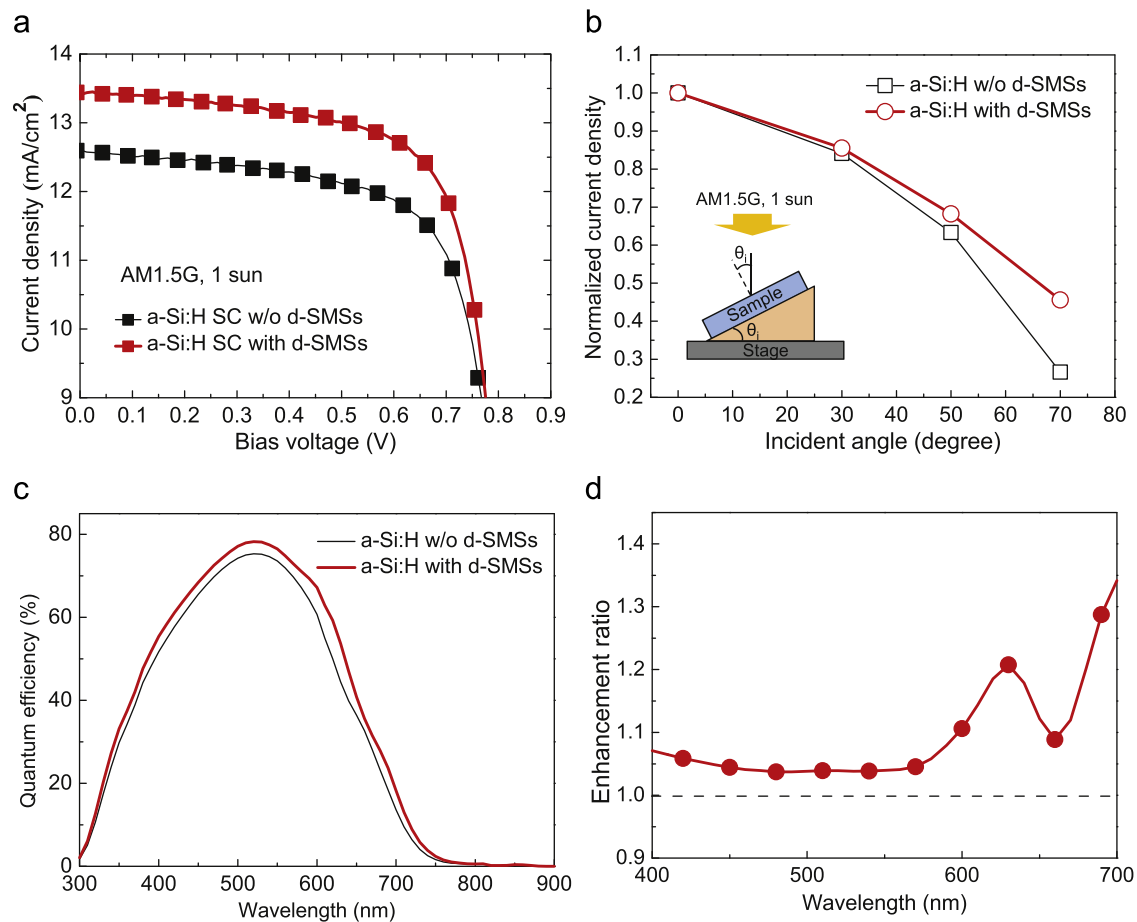 a
14
13
12
11
10
9
Current density (mA/cm²)
AM1.5G, 1 sun
a-Si:H SC w/o d-SMSs
a-Si:H SC with d-SMSs
0.0 0.1 0.2 0.3 0.4 0.5 0.6 0.7 0.8 0.9
Bias voltage (V)
b
1.1
1.0
0.9
0.8
0.7
0.6
0.5
0.4
0.3
0.2
Normalized current density
a-Si:H w/o d-SMSs
a-Si:H with d-SMSs
AM1.5G, 1 sun
θi
Sample
θi
Stage
0 10 20 30 40 50 60 70 80
Incident angle (degree)
c
80
60
40
20
0
Quantum efficiency (%)
a-Si:H w/o d-SMSs
a-Si:H with d-SMSs
300 400 500 600 700 800 900
Wavelength (nm)
d
1.4
1.3
1.2
1.1
1.0
0.9
Enhancement ratio
400 500 600 700
Wavelength (nm)